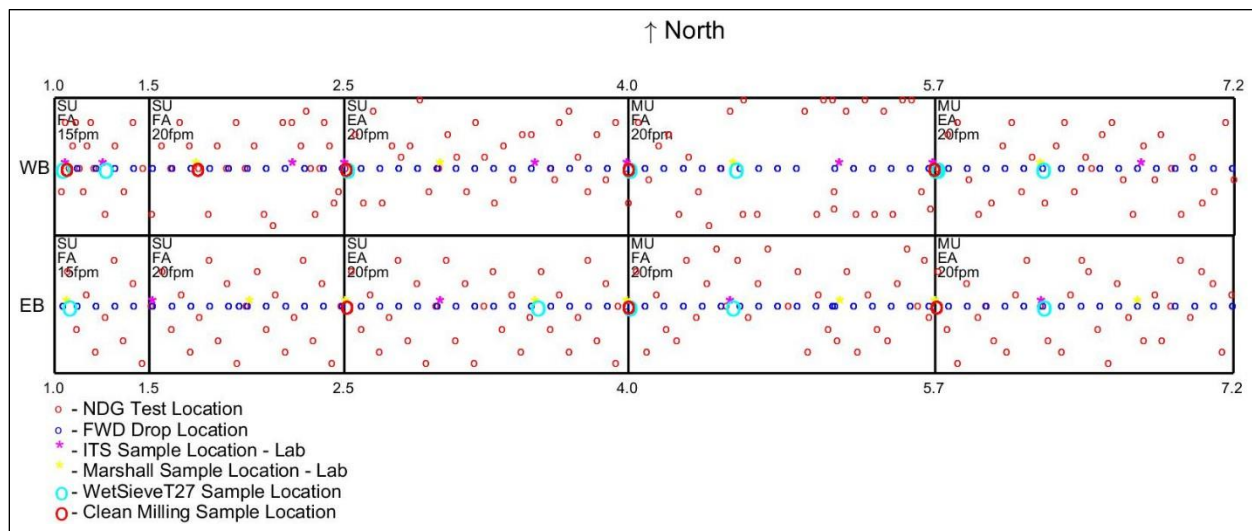 ↑ North
1.0 1.5 2.5 4.0 5.7 7.2
SU SU SU MU MU
FA FA EA FA EA
15fpm 20fpm 20fpm 20fpm 20fpm
WB
SU SU SU MU MU
FA FA EA FA EA
15fpm 20fpm 20fpm 20fpm 20fpm
EB
1.0 1.5 2.5 4.0 5.7 7.2
o - NDG Test Location
o - FWD Drop Location
* - ITS Sample Location - Lab
* - Marshall Sample Location - Lab
o - WetSieveT27 Sample Location
o - Clean Milling Sample Location